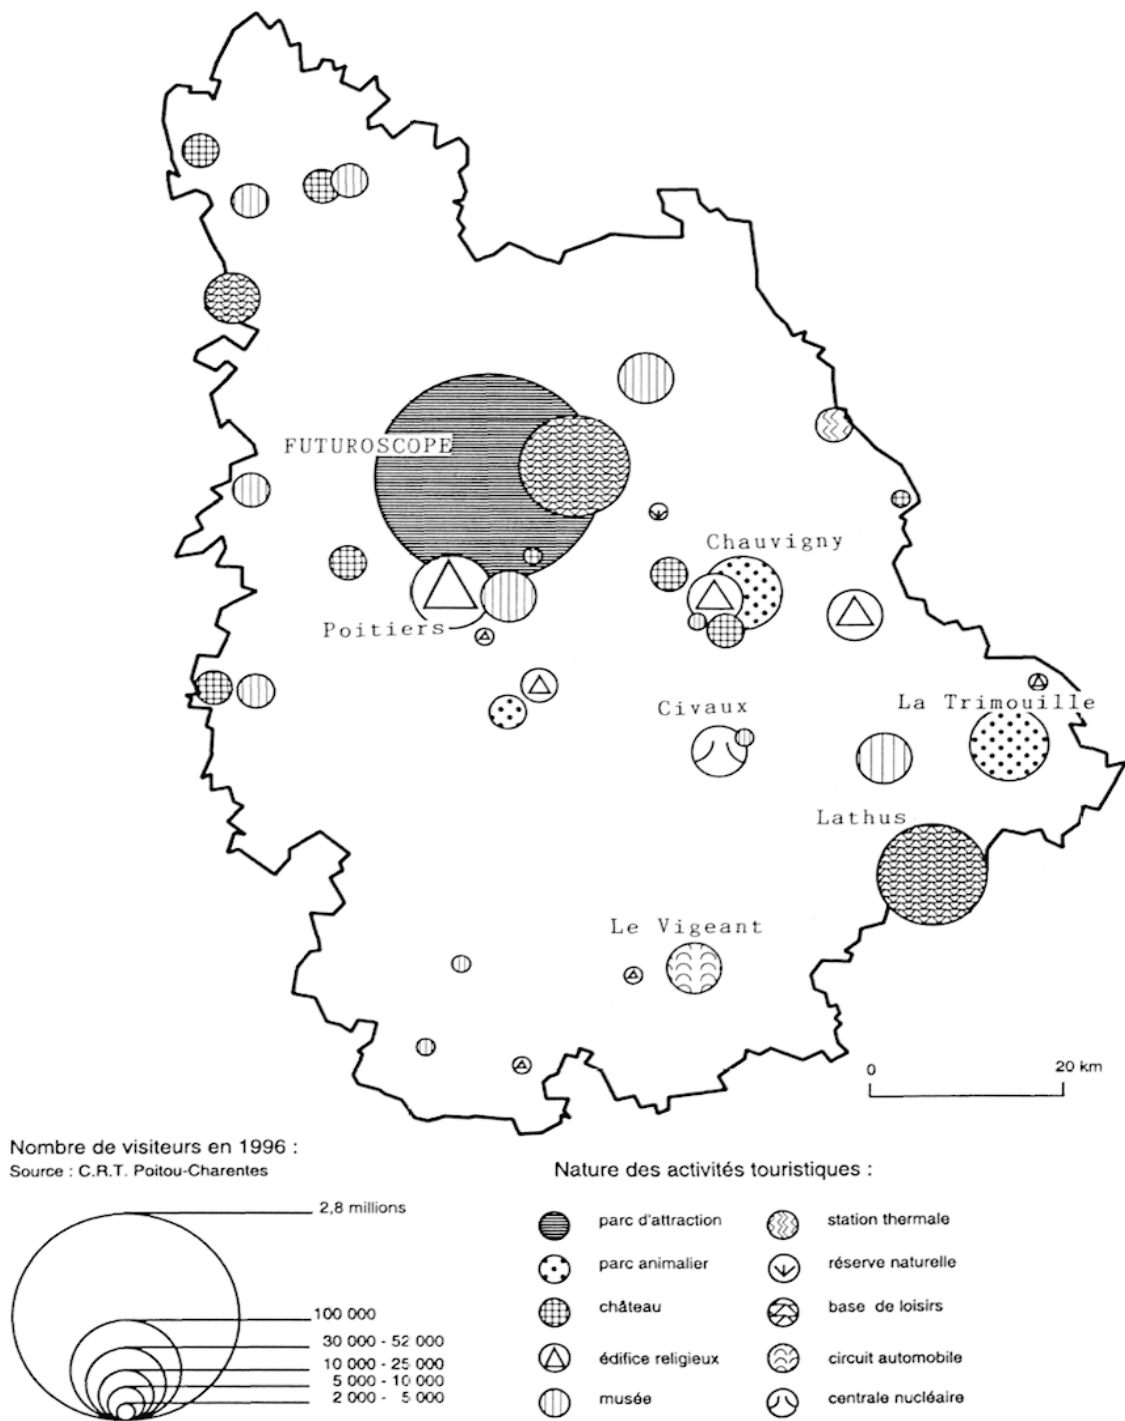 FUTUROSCOPE
Chauvigny
Poitiers
Civaux
La Trimouille
Lathus
Le Vigeant
0 20 km
Nombre de visiteurs en 1996 :
Source : C.R.T. Poitou-Charentes
2,8 millions
100 000
30 000 - 52 000
10 000 - 25 000
5 000 - 10 000
2 000 - 5 000
Nature des activités touristiques :
parc d'attraction
parc animalier
château
édifice religieux
musée
station thermale
réserve naturelle
base de loisirs
circuit automobile
centrale nucléaire